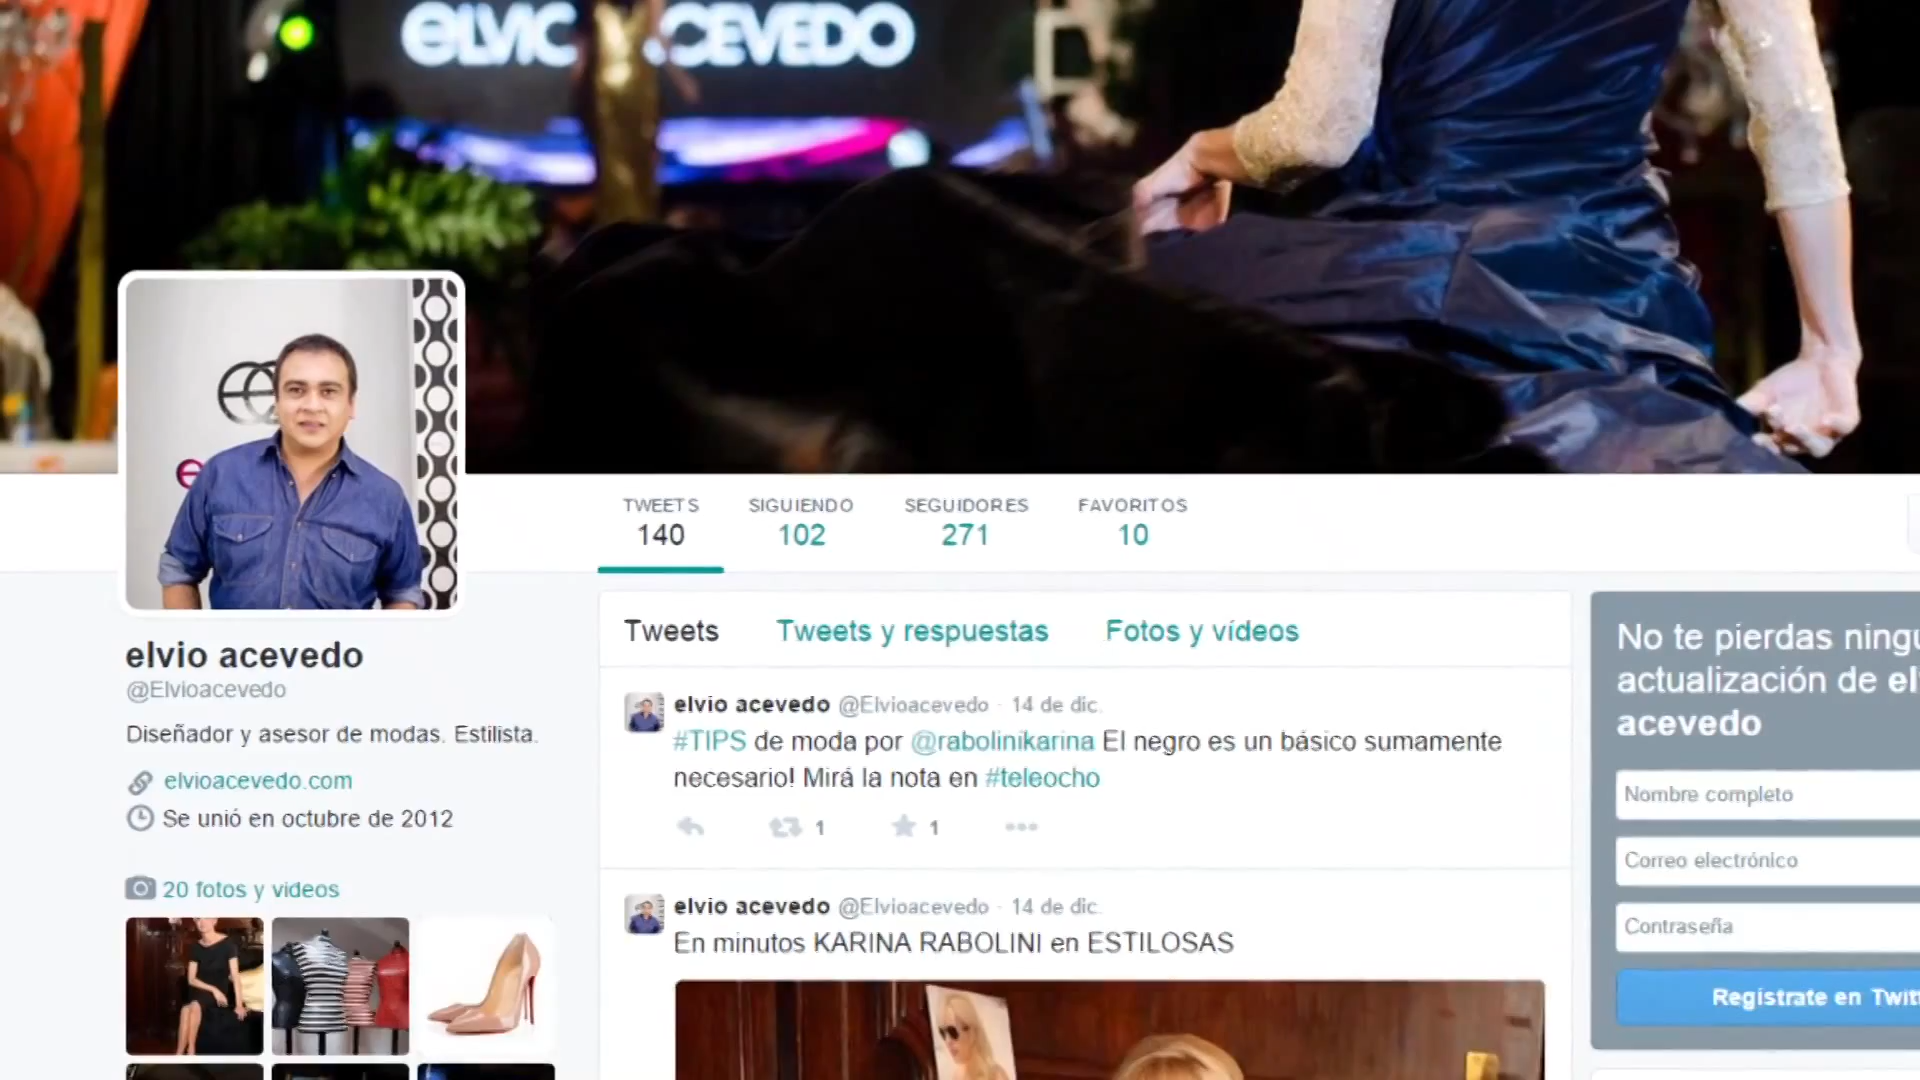 TWEETS SIGUIENDO SEGUIDORES FAVORITOS
140 102 271 10
elvio acevedo
@Elvioacevedo
Diseñador y asesor de modas. Estilista.
elvioacevedo.com
Se unió en octubre de 2012
20 fotos y videos
Tweets Tweets y respuestas Fotos y vídeos
elvio acevedo @Elvioacevedo · 14 de dic.
#TIPS de moda por @rabolinikarina El negro es un básico sumamente
necesario! Mirá la nota en #teleocho
1 1
elvio acevedo @Elvioacevedo · 14 de dic.
En minutos KARINA RABOLINI en ESTILOSAS
No te pierdas
actualización de
acevedo
Nombre completo
Correo electrónico
Contraseña
Regístrate en